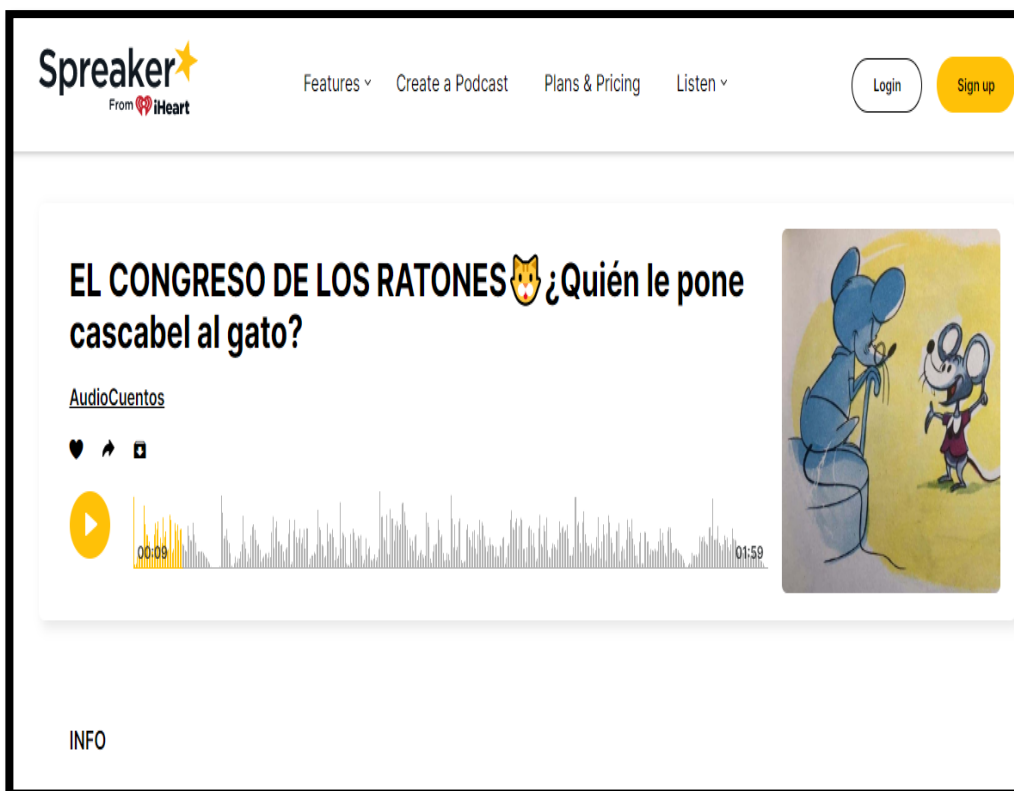 Spreaker
From iHeart
Features Create a Podcast Plans & Pricing Listen Login Sign up
EL CONGRESO DE LOS RATONES🐱¿Quién le pone
cascabel al gato?
AudioCuentos
00:09 01:59
INFO